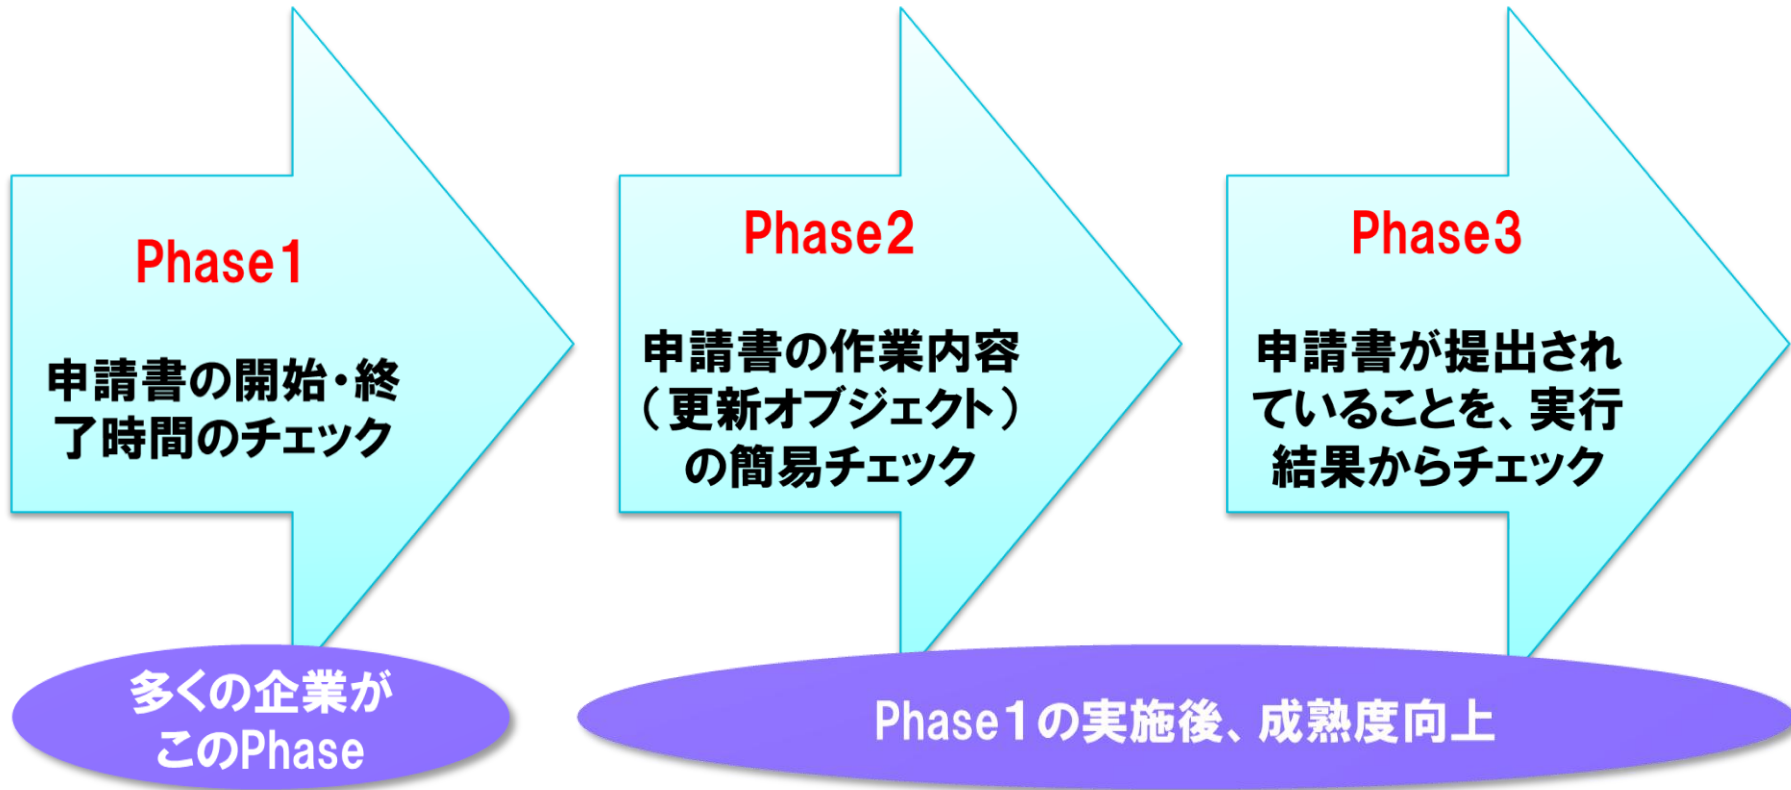 Phase1
申請書の開始・終
了時間のチェック
多くの企業が
このPhase
Phase2
申請書の作業内容
（更新オブジェクト）
の簡易チェック
Phase3
申請書が提出され
ていることを、実行
結果からチェック
Phase1の実施後、成熟度向上